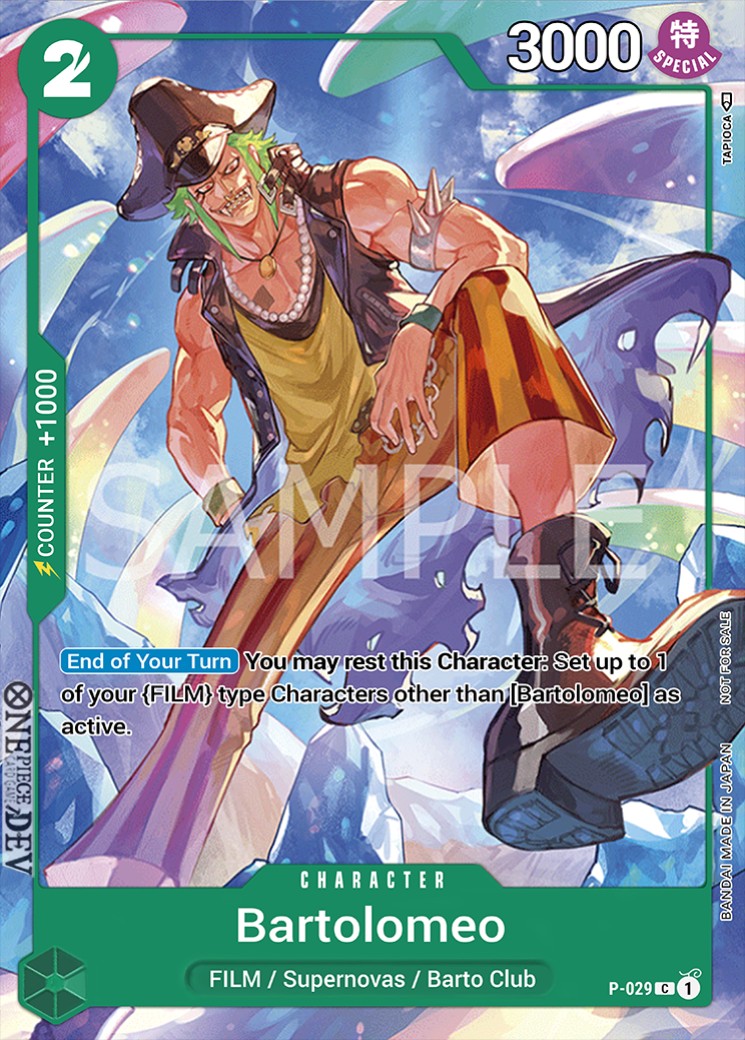 2
3000
特
SPECIAL
TAPIOCA
COUNTER +1000
SAMPLE
End of Your Turn You may rest this Character: Set up to 1
of your {FILM} type Characters other than [Bartolomeo] as
active.
NOT FOR SALE
BANDAI MADE IN JAPAN
ONE PIECE
CARD GAME
/DEV
CHARACTER
Bartolomeo
FILM / Supernovas / Barto Club
P-029 C 1